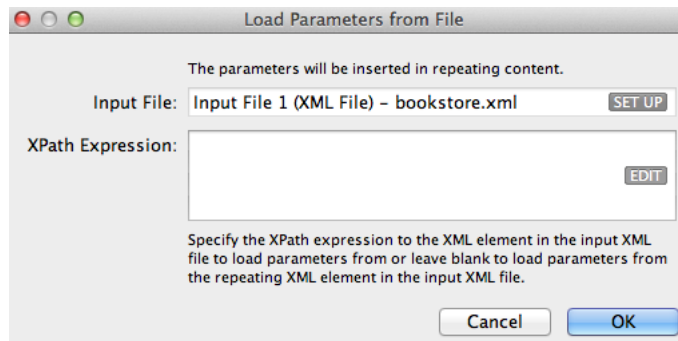 Load Parameters from File
The parameters will be inserted in repeating content.
Input File: Input File 1 (XML File) – bookstore.xml SET UP
XPath Expression:
EDIT
Specify the XPath expression to the XML element in the input XML
file to load parameters from or leave blank to load parameters from
the repeating XML element in the input XML file.
Cancel OK